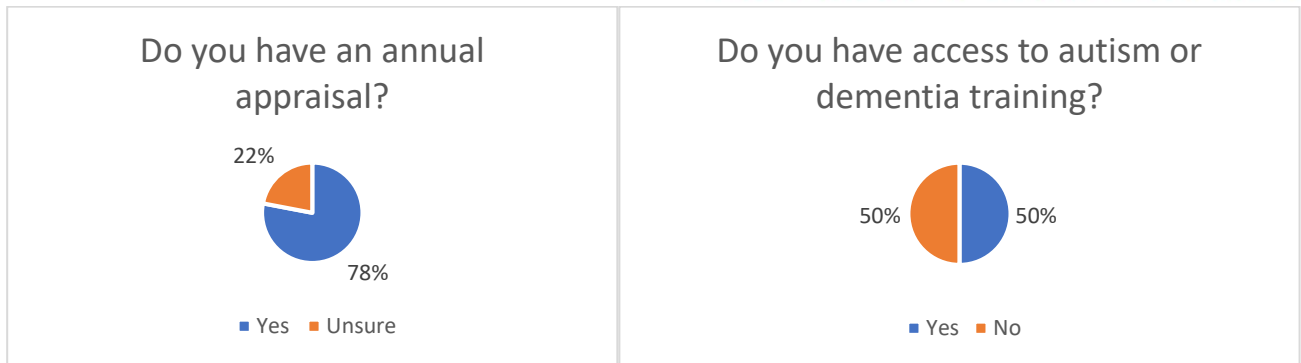 Do you have an annual
appraisal?
22%
78%
Yes Unsure
Do you have access to autism or
dementia training?
50%
50%
Yes No